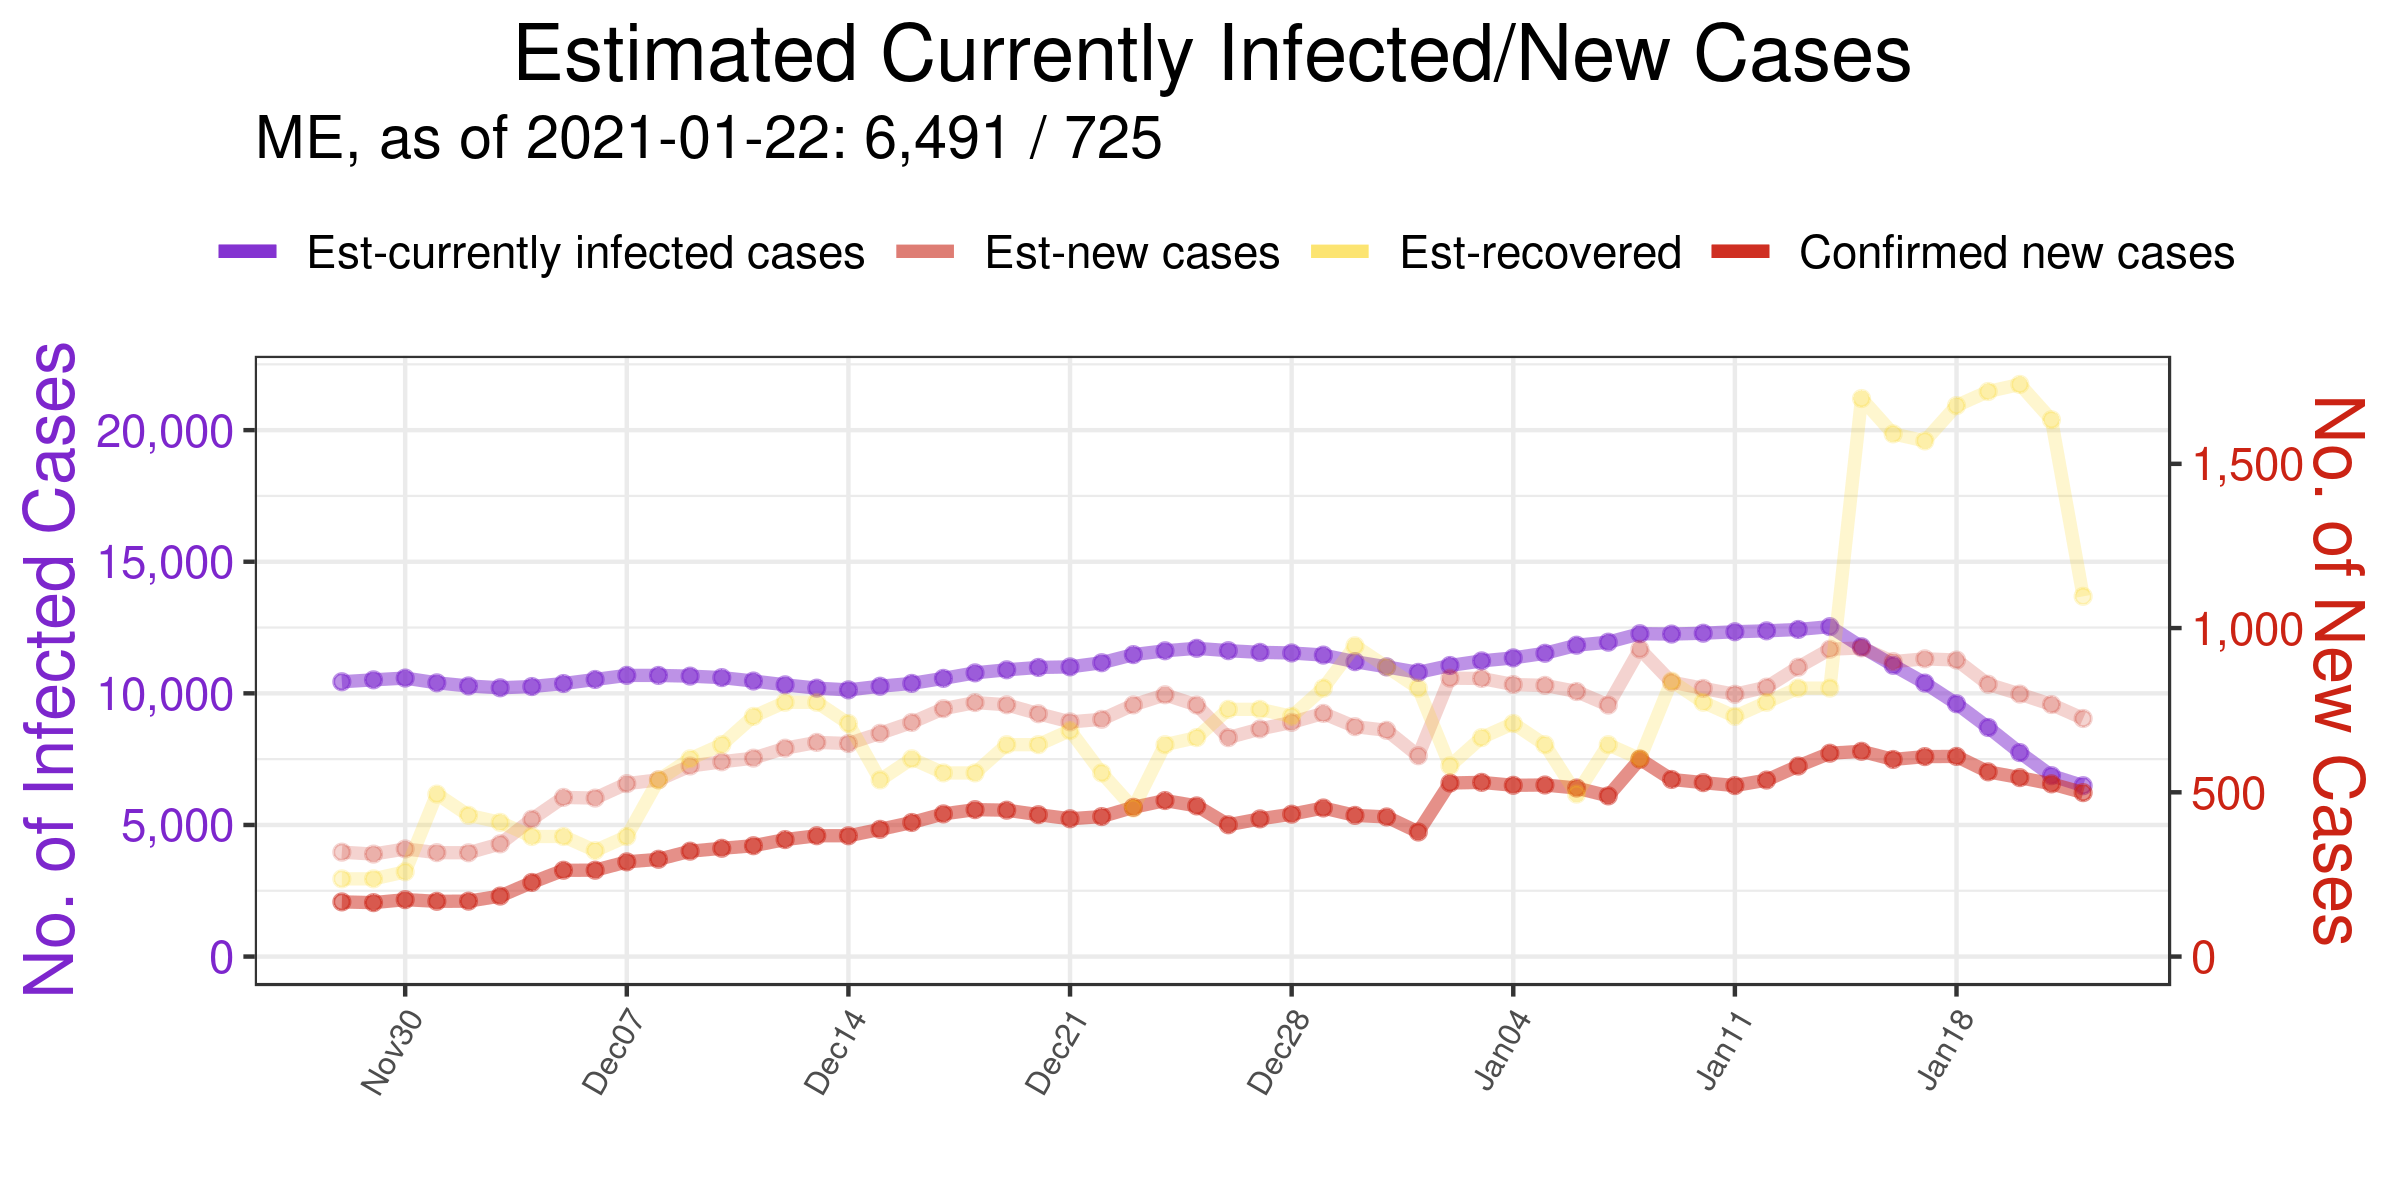 Estimated Currently Infected/New Cases
ME, as of 2021-01-22: 6,491 / 725
Est-currently infected cases Est-new cases Est-recovered Confirmed new cases
No. of Infected Cases
20,000
15,000
10,000
5,000
0
1,500
1,000
500
0
No. of New Cases
Nov30 Dec07 Dec14 Dec21 Dec28 Jan04 Jan11 Jan18